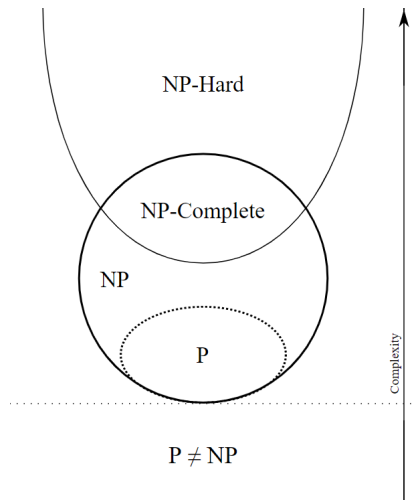 NP-Hard
NP-Complete
NP
P
Complexity
P ≠ NP